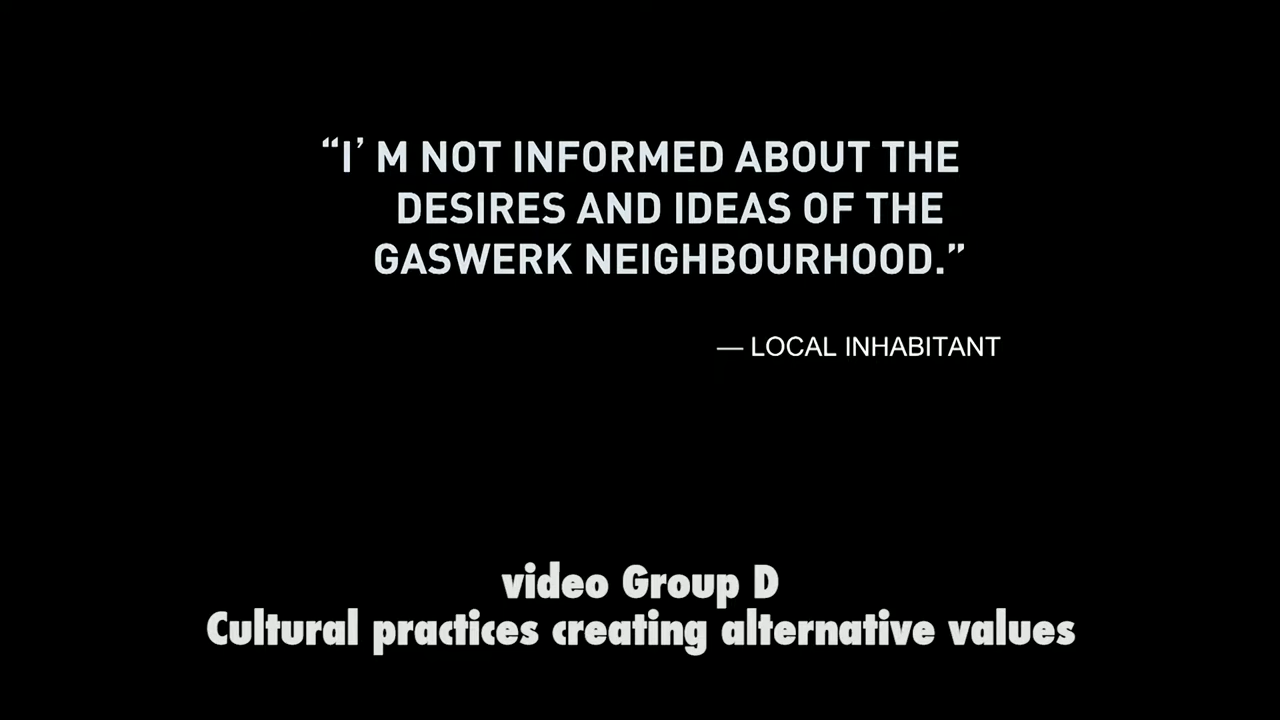 “I’ M NOT INFORMED ABOUT THE
DESIRES AND IDEAS OF THE
GASWERK NEIGHBOURHOOD.”
— LOCAL INHABITANT
video Group D
Cultural practices creating alternative values